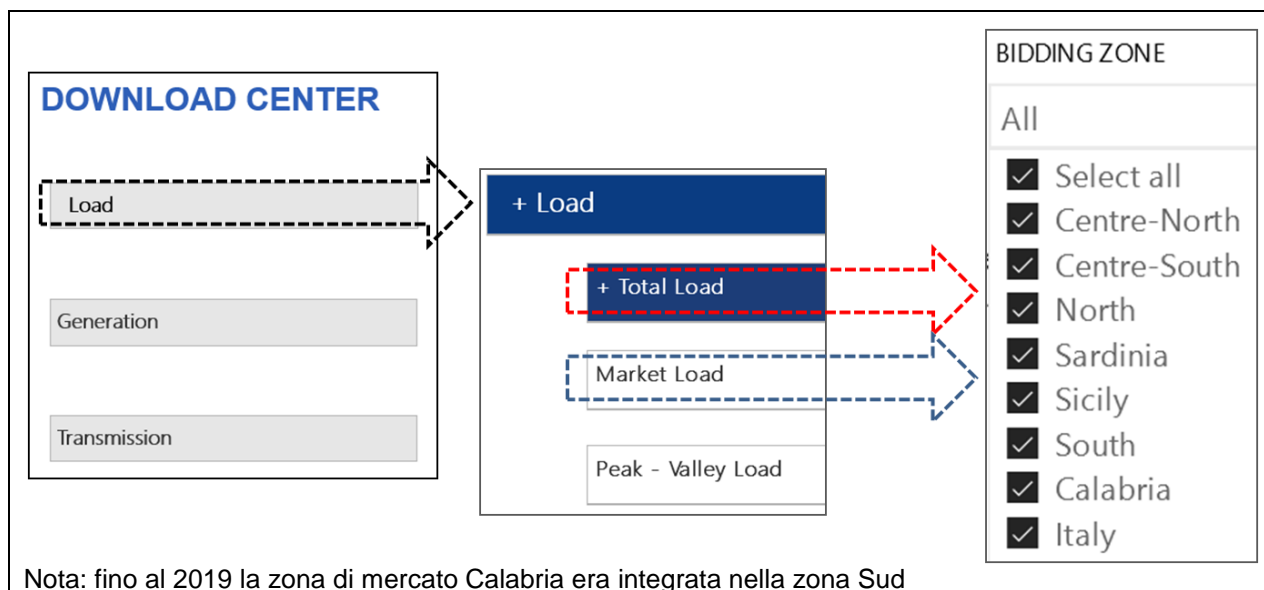 DOWNLOAD CENTER
Load
Generation
Transmission
+ Load
+ Total Load
Market Load
Peak - Valley Load
BIDDING ZONE
All
Select all
Centre-North
Centre-South
North
Sardinia
Sicily
South
Calabria
Italy
Nota: fino al 2019 la zona di mercato Calabria era integrata nella zona Sud